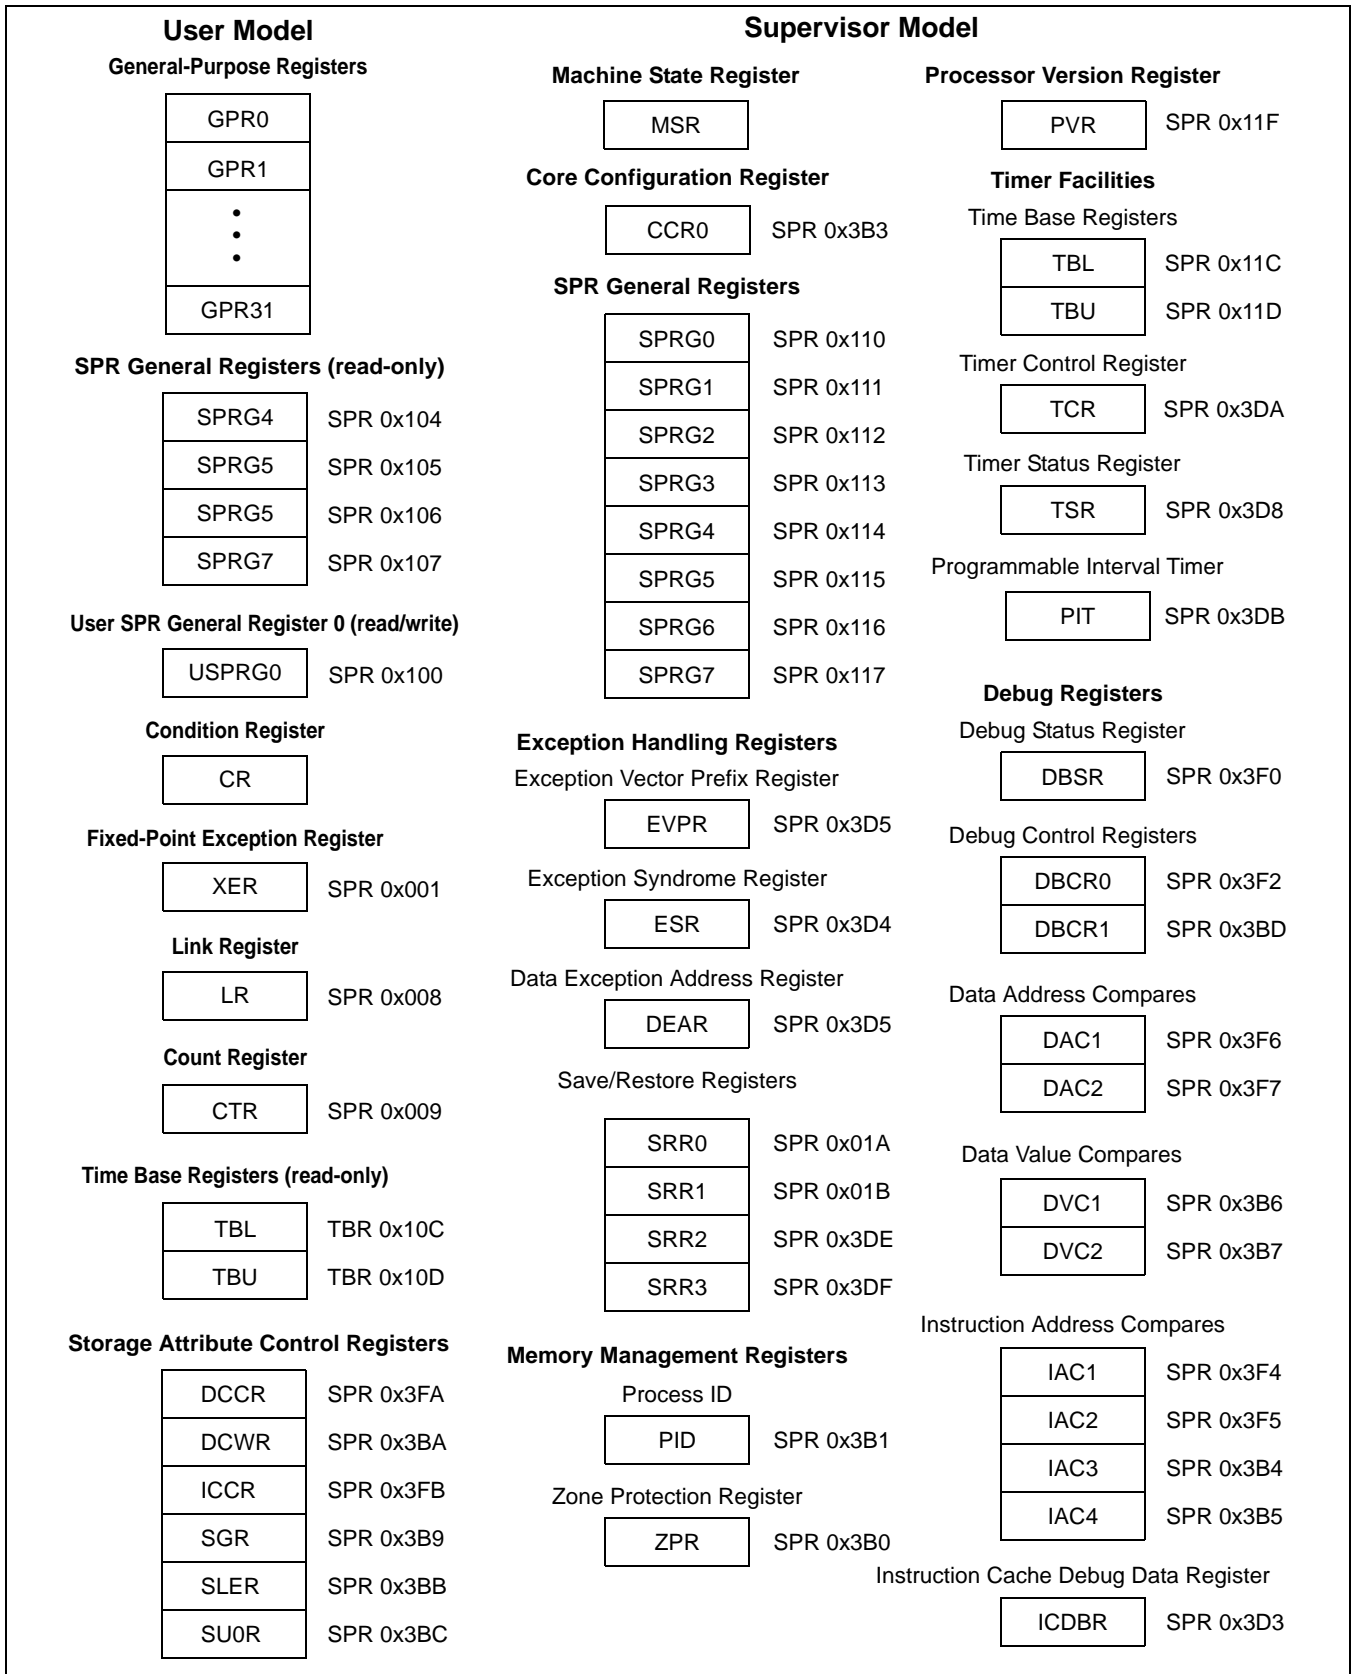 User Model
General-Purpose Registers
GPR0
GPR1
GPR31
SPR General Registers (read-only)
SPRG4 SPR 0x104
SPRG5 SPR 0x105
SPRG5 SPR 0x106
SPRG7 SPR 0x107
User SPR General Register 0 (read/write)
USPRG0 SPR 0x100
Condition Register
CR
Fixed-Point Exception Register
XER SPR 0x001
Link Register
LR SPR 0x008
Count Register
CTR SPR 0x009
Time Base Registers (read-only)
TBL TBR 0x10C
TBU TBR 0x10D
Storage Attribute Control Registers
DCCR SPR 0x3FA
DCWR SPR 0x3BA
ICCR SPR 0x3FB
SGR SPR 0x3B9
SLER SPR 0x3BB
SU0R SPR 0x3BC
Supervisor Model
Machine State Register
MSR
Core Configuration Register
CCR0 SPR 0x3B3
SPR General Registers
SPRG0 SPR 0x110
SPRG1 SPR 0x111
SPRG2 SPR 0x112
SPRG3 SPR 0x113
SPRG4 SPR 0x114
SPRG5 SPR 0x115
SPRG6 SPR 0x116
SPRG7 SPR 0x117
Exception Handling Registers
Exception Vector Prefix Register
EVPR SPR 0x3D5
Exception Syndrome Register
ESR SPR 0x3D4
Data Exception Address Register
DEAR SPR 0x3D5
Save/Restore Registers
SRR0 SPR 0x01A
SRR1 SPR 0x01B
SRR2 SPR 0x3DE
SRR3 SPR 0x3DF
Memory Management Registers
Process ID
PID SPR 0x3B1
Zone Protection Register
ZPR SPR 0x3B0
Processor Version Register
PVR SPR 0x11F
Timer Facilities
Time Base Registers
TBL SPR 0x11C
TBU SPR 0x11D
Timer Control Register
TCR SPR 0x3DA
Timer Status Register
TSR SPR 0x3D8
Programmable Interval Timer
PIT SPR 0x3DB
Debug Registers
Debug Status Register
DBSR SPR 0x3F0
Debug Control Registers
DBCR0 SPR 0x3F2
DBCR1 SPR 0x3BD
Data Address Compares
DAC1 SPR 0x3F6
DAC2 SPR 0x3F7
Data Value Compares
DVC1 SPR 0x3B6
DVC2 SPR 0x3B7
Instruction Address Compares
IAC1 SPR 0x3F4
IAC2 SPR 0x3F5
IAC3 SPR 0x3B4
IAC4 SPR 0x3B5
Instruction Cache Debug Data Register
ICDBR SPR 0x3D3